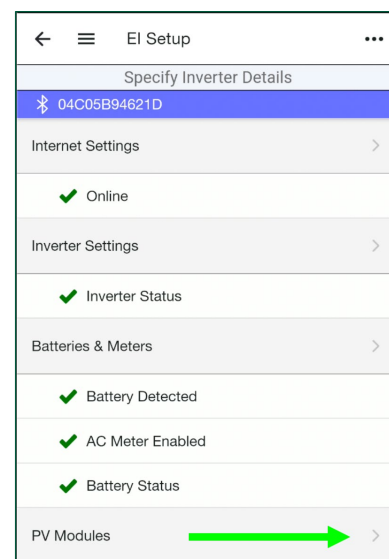 EI Setup
Specify Inverter Details
04C05B94621D
Internet Settings
Online
Inverter Settings
Inverter Status
Batteries & Meters
Battery Detected
AC Meter Enabled
Battery Status
PV Modules